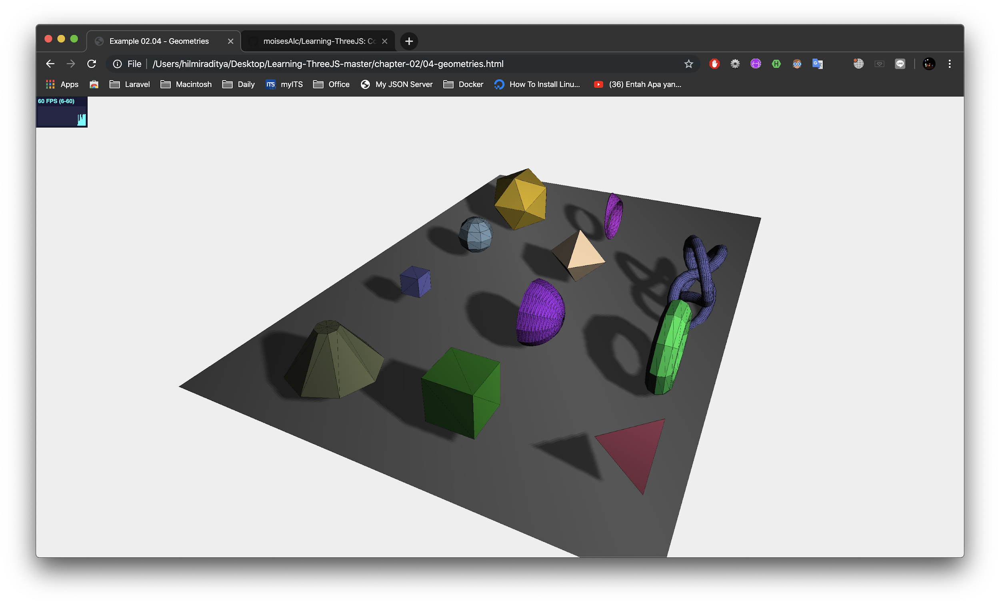 Example 02.04 - Geometries
moisesAlc/Learning-ThreeJS: Co
File /Users/hilmiraditya/Desktop/Learning-ThreeJS-master/chapter-02/04-geometries.html
Apps Laravel Macintosh Daily iTS myITS Office My JSON Server Docker How To Install Linu... (36) Entah Apa yan...
60 FPS (6-60)